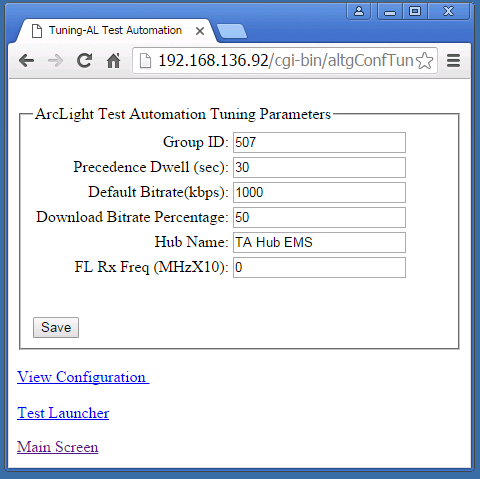 Tuning-AL Test Automation
192.168.136.92/cgi-bin/altgConfTun
ArcLight Test Automation Tuning Parameters
Group ID: 507
Precedence Dwell (sec): 30
Default Bitrate(kbps): 1000
Download Bitrate Percentage: 50
Hub Name: TA Hub EMS
FL Rx Freq (MHzX10): 0
Save
View Configuration
Test Launcher
Main Screen